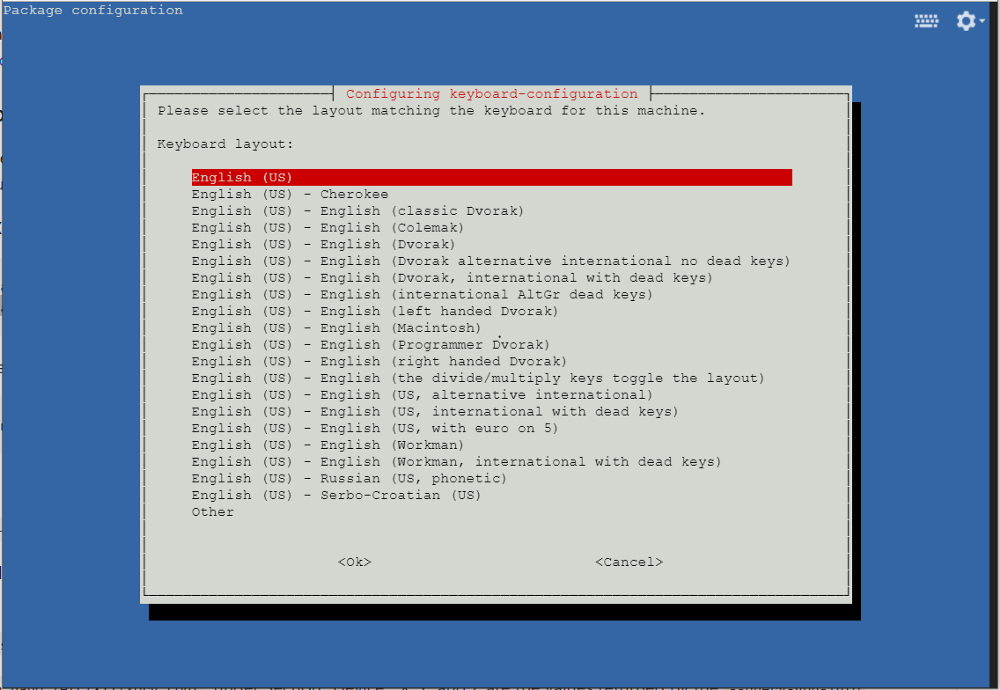 Package configuration
Configuring keyboard-configuration
Please select the layout matching the keyboard for this machine.
Keyboard layout:
English (US)
English (US) - Cherokee
English (US) - English (classic Dvorak)
English (US) - English (Colemak)
English (US) - English (Dvorak)
English (US) - English (Dvorak alternative international no dead keys)
English (US) - English (Dvorak, international with dead keys)
English (US) - English (international AltGr dead keys)
English (US) - English (left handed Dvorak)
English (US) - English (Macintosh)
English (US) - English (Programmer Dvorak)
English (US) - English (right handed Dvorak)
English (US) - English (the divide/multiply keys toggle the layout)
English (US) - English (US, alternative international)
English (US) - English (US, international with dead keys)
English (US) - English (US, with euro on 5)
English (US) - English (Workman)
English (US) - English (Workman, international with dead keys)
English (US) - Russian (US, phonetic)
English (US) - Serbo-Croatian (US)
Other
<Ok> <Cancel>